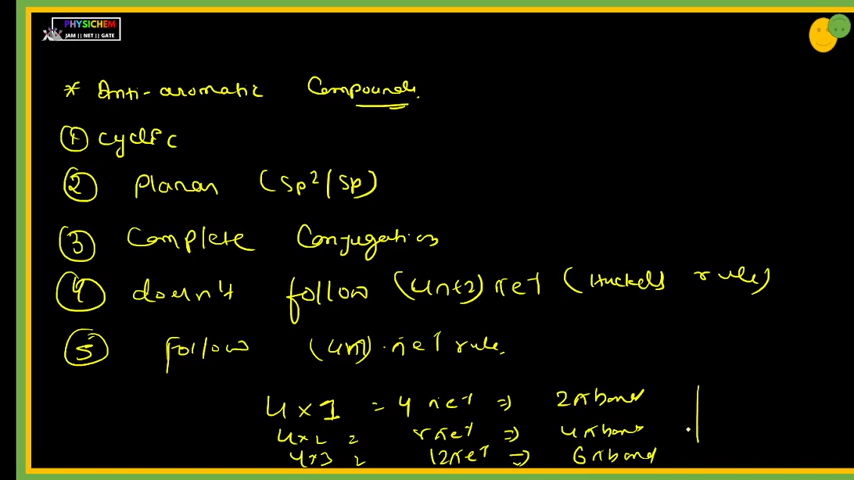 PHYSICHEM
JAM || NET || GATE
* Anti-aromatic Compounds.
① cyclic
② planar (sp²/sp)
③ Complete Conjugation
④ doesn't follow (4n+2) πe⁻ (Huckel's rule)
⑤ follow (4n) πe⁻ rule.
4 × 1 = 4 πe⁻ ⇒ 2π bond
4×2 = 8πe⁻ ⇒ 4π bond
4×3 = 12πe⁻ ⇒ 6π bond